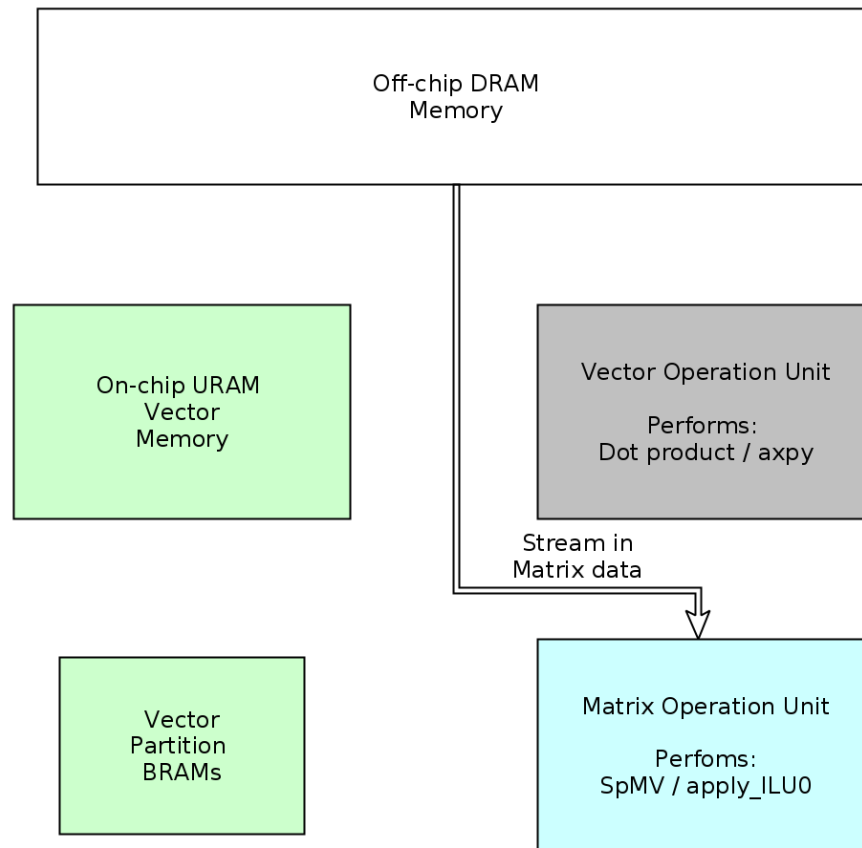 Off-chip DRAM
Memory
On-chip URAM
Vector
Memory
Vector Operation Unit
Performs:
Dot product / axpy
Stream in
Matrix data
Vector
Partition
BRAMs
Matrix Operation Unit
Perfoms:
SpMV / apply_ILU0